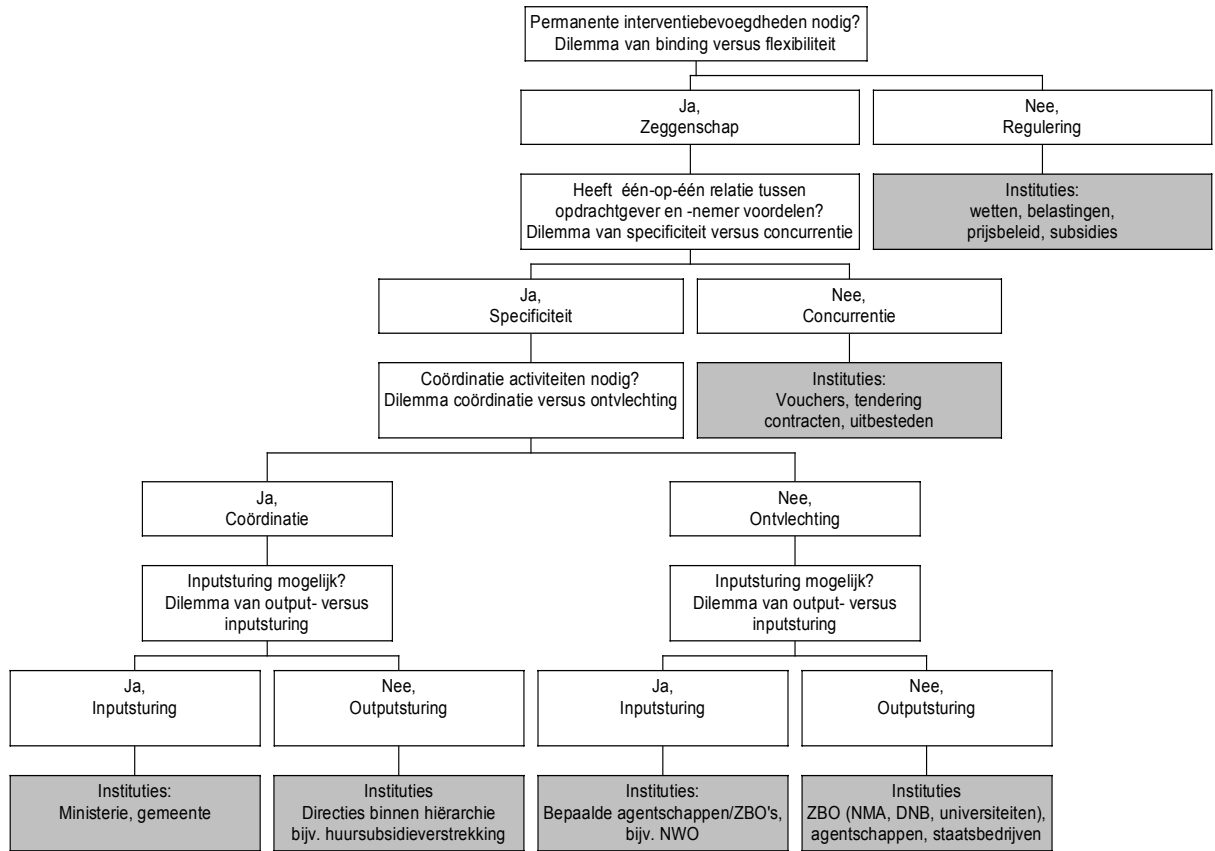 Permanente interventiebevoegdheden nodig?
Dilemma van binding versus flexibiliteit
Ja,
Zeggenschap
Nee,
Regulering
Heeft één-op-één relatie tussen
opdrachtgever en -nemer voordelen?
Dilemma van specificiteit versus concurrentie
Instituties:
wetten, belastingen,
prijsbeleid, subsidies
Ja,
Specificiteit
Nee,
Concurrentie
Coördinatie activiteiten nodig?
Dilemma coördinatie versus ontvlechting
Instituties:
Vouchers, tendering
contracten, uitbesteden
Ja,
Coördinatie
Nee,
Ontvlechting
Inputsturing mogelijk?
Dilemma van output- versus
inputsturing
Inputsturing mogelijk?
Dilemma van output- versus
inputsturing
Ja,
Inputsturing
Nee,
Outputsturing
Ja,
Inputsturing
Nee,
Outputsturing
Instituties:
Ministerie, gemeente
Instituties
Directies binnen hiërarchie
bijv. huursubsidieverstrekking
Instituties:
Bepaalde agentschappen/ZBO's,
bijv. NWO
Instituties
ZBO (NMA, DNB, universiteiten),
agentschappen, staatsbedrijven